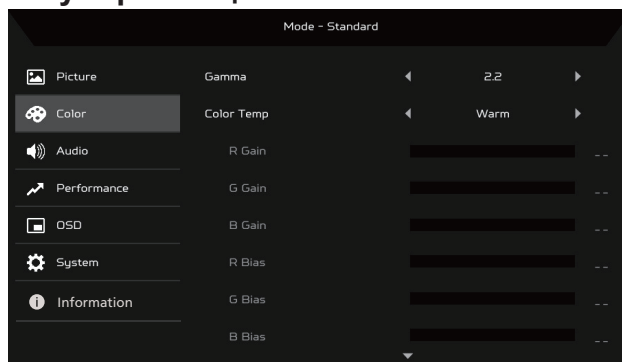 Mode - Standard
Picture
Gamma
2.2
Color
Color Temp
Warm
Audio
R Gain
--
Performance
G Gain
--
OSD
B Gain
--
System
R Bias
--
Information
G Bias
--
B Bias
--